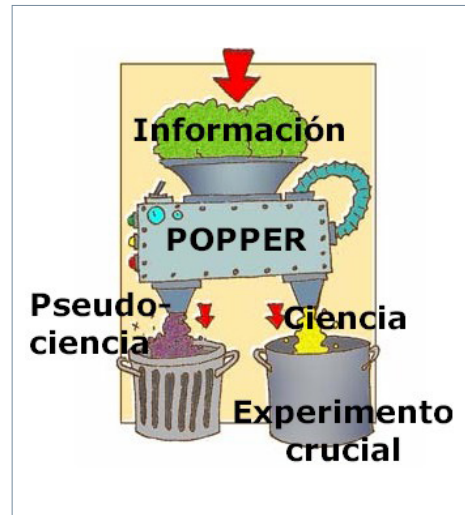 Información
POPPER
Pseudo-
ciencia
Ciencia
Experimento
crucial